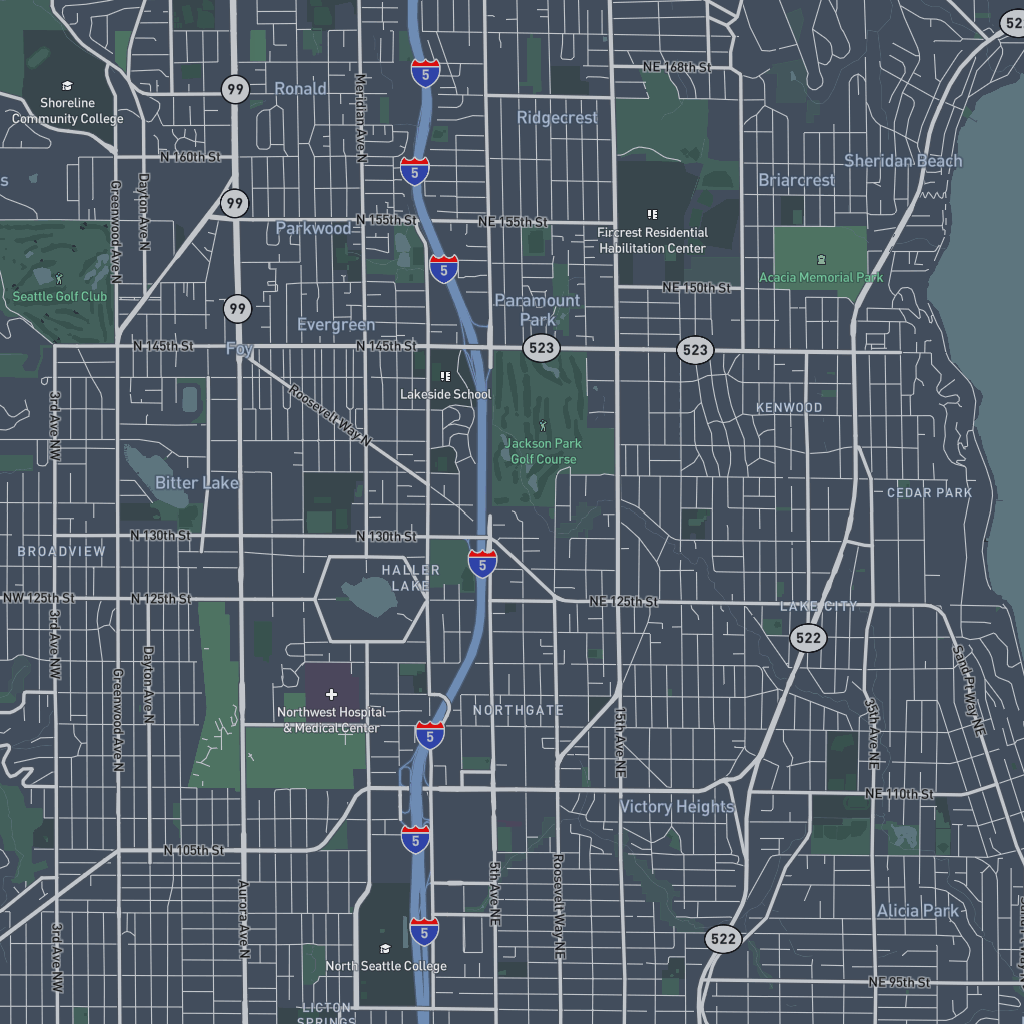 52
5
NE 168th St
99
Ronald
Meridian Ave N
Shoreline
Community College
Ridgecrest
N 160th St
5
Sheridan Beach
s
Briarcrest
Greenwood Ave N
Dayton Ave N
99
N 155th St
NE 155th St
Parkwood
Fircrest Residential
Habilitation Center
5
Acacia Memorial Park
NE 150th St
Seattle Golf Club
Paramount
Park
99
Evergreen
N 145th St
Foy
N 145th St
523
523
Lakeside School
3rd Ave NW
Roosevelt Way N
KENWOOD
Jackson Park
Golf Course
Bitter Lake
CEDAR PARK
N 130th St
N 130th St
BROADVIEW
5
HALLER
LAKE
NW 125th St
N 125th St
NE 125th St
LAKE CITY
3rd Ave NW
522
Greenwood Ave N
Dayton Ave N
Sand Pt Way NE
Northwest Hospital
& Medical Center
NORTHGATE
15th Ave NE
35th Ave NE
5
Victory Heights
NE 110th St
5
N 105th St
Aurora Ave N
5th Ave NE
Roosevelt Way NE
Alicia Park
3rd Ave NW
5
522
North Seattle College
NE 95th St
LICTON
SPRINGS